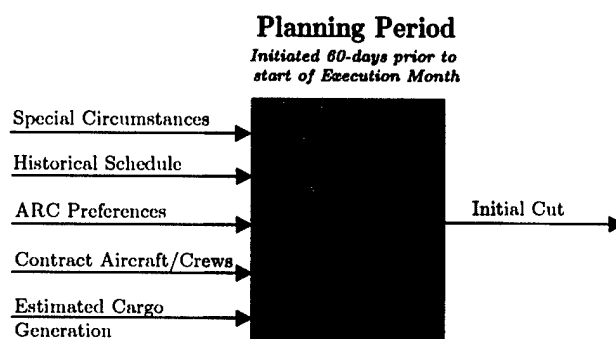 Planning Period
Initiated 60-days prior to
start of Execution Month
Special Circumstances
Historical Schedule
ARC Preferences
Contract Aircraft/Crews
Estimated Cargo
Generation
Initial Cut